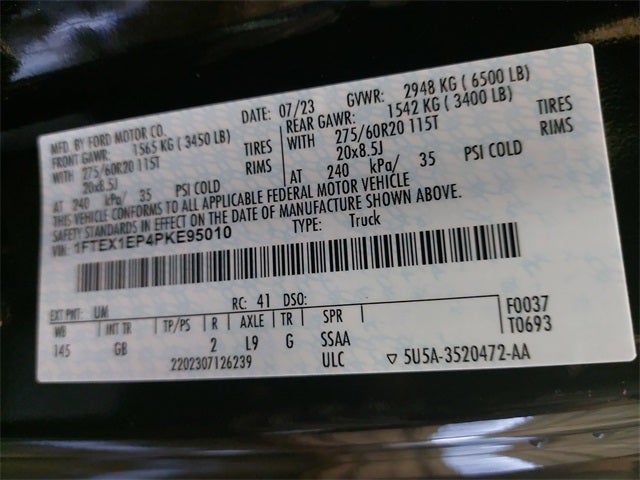 MFD. BY FORD MOTOR CO.
DATE: 07/23 GVWR: 2948 KG ( 6500 LB)
FRONT GAWR: 1565 KG ( 3450 LB)
REAR GAWR: 1542 KG ( 3400 LB)
WITH 275/60R20 115T TIRES
WITH 275/60R20 115T TIRES
20x8.5J RIMS
20x8.5J RIMS
AT 240 kPa/ 35 PSI COLD
AT 240 kPa/ 35 PSI COLD
THIS VEHICLE CONFORMS TO ALL APPLICABLE FEDERAL MOTOR VEHICLE
SAFETY STANDARDS IN EFFECT ON THE DATE OF MANUFACTURE SHOWN ABOVE.
VIN: 1FTEX1EP4PKE95010 TYPE: Truck
EXT PNT: UM RC: 41 DSO: F0037
WB INT TR TP/PS R AXLE TR SPR T0693
145 GB 2 L9 G SSAA
2202307126239 ULC 5U5A-3520472-AA